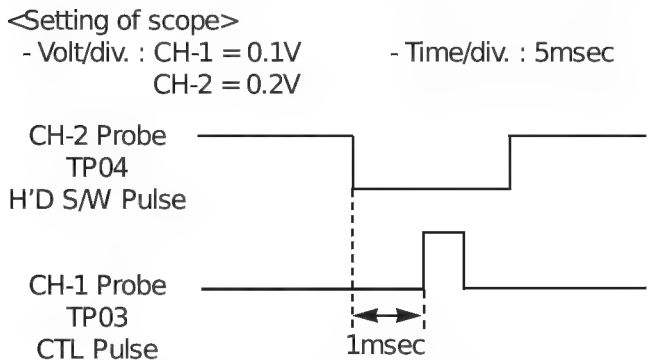 <Setting of scope>
- Volt/div. : CH-1 = 0.1V - Time/div. : 5msec
CH-2 = 0.2V
CH-2 Probe
TP04
H'D S/W Pulse
CH-1 Probe
TP03
CTL Pulse
1msec